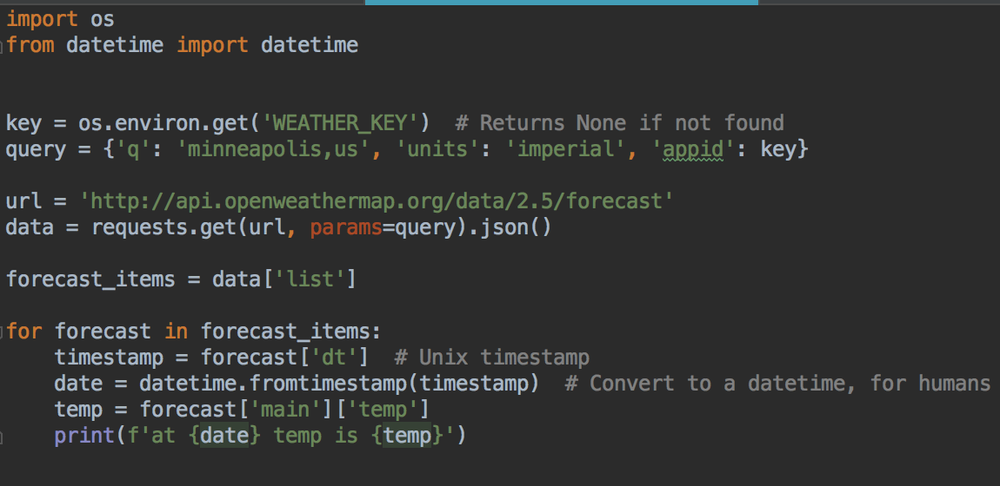 import os
from datetime import datetime
key = os.environ.get('WEATHER_KEY')  # Returns None if not found
query = {'q': 'minneapolis,us', 'units': 'imperial', 'appid': key}
url = 'http://api.openweathermap.org/data/2.5/forecast'
data = requests.get(url, params=query).json()
forecast_items = data['list']
for forecast in forecast_items:
    timestamp = forecast['dt']  # Unix timestamp
    date = datetime.fromtimestamp(timestamp)  # Convert to a datetime, for humans
    temp = forecast['main']['temp']
    print(f'at {date} temp is {temp}')